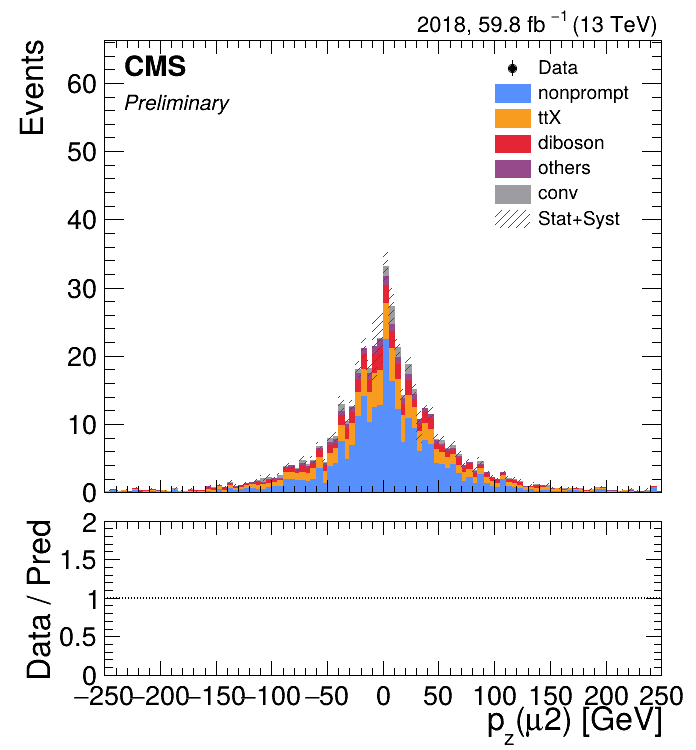 2018, 59.8 fb⁻¹ (13 TeV)
CMS
Preliminary
Events
60
50
40
30
20
10
0
Data
nonprompt
ttX
diboson
others
conv
Stat+Syst
Data / Pred
2
1.5
1
0.5
0
−250 −200 −150 −100 −50 0 50 100 150 200 250
p_z(μ2) [GeV]